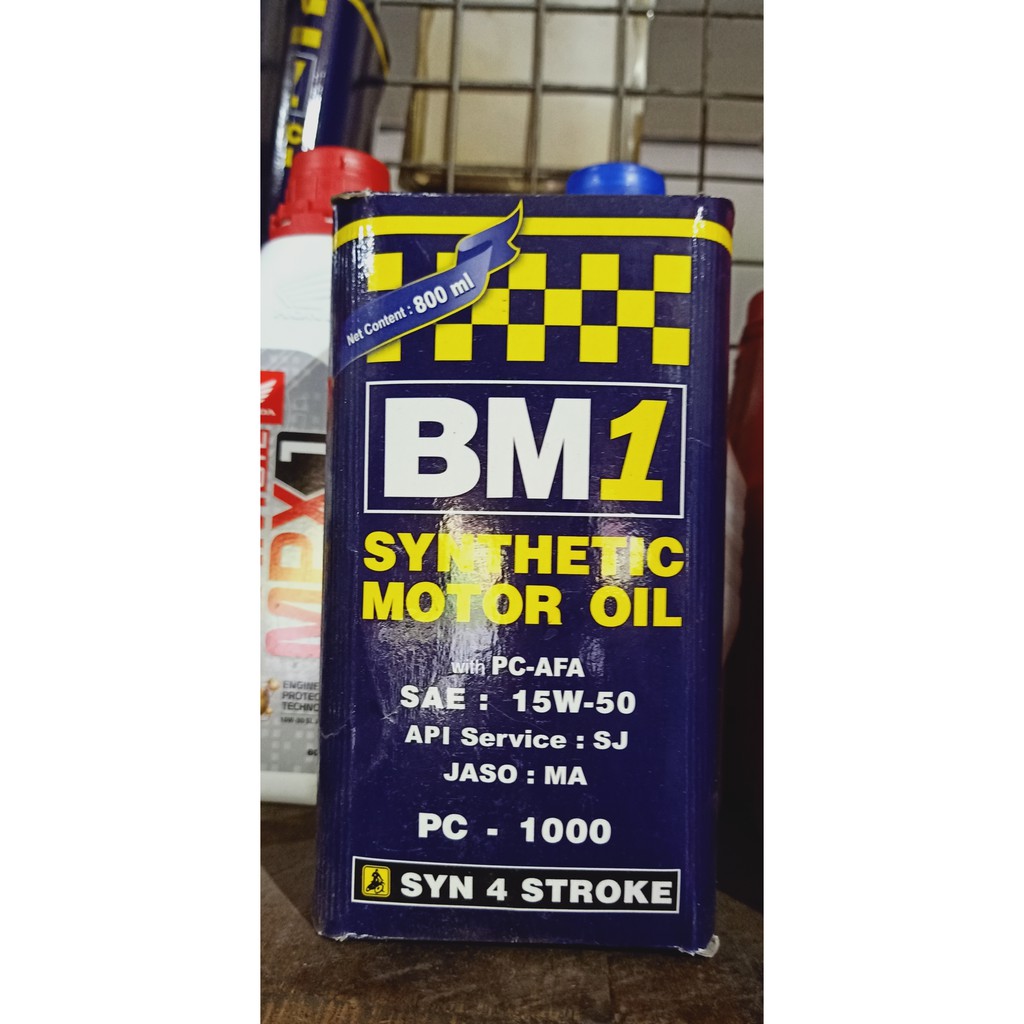 Net Content : 800 ml
BM1
SYNTHETIC
MOTOR OIL
with PC-AFA
SAE : 15W-50
API Service : SJ
JASO : MA
PC - 1000
SYN 4 STROKE
MPX1